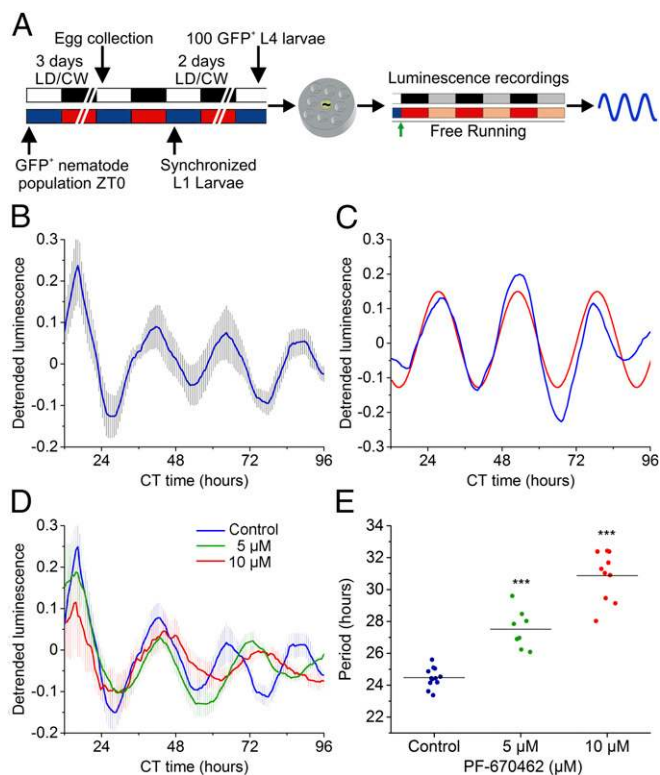 A
Egg collection
100 GFP⁺ L4 larvae
3 days
LD/CW
2 days
LD/CW
Luminescence recordings
Free Running
GFP⁺ nematode
population ZT0
Synchronized
L1 Larvae
B
Detrended luminescence
0.3
0.2
0.1
0
-0.1
-0.2
24 48 72 96
CT time (hours)
C
Detrended luminescence
0.3
0.2
0.1
0
-0.1
-0.2
-0.3
24 48 72 96
CT time (hours)
D
Detrended luminescence
0.3
0.2
0.1
0
-0.1
-0.2
Control
5 μM
10 μM
24 48 72 96
CT time (hours)
E
Period (hours)
34
32
30
28
26
24
22
***
***
Control 5 μM 10 μM
PF-670462 (μM)